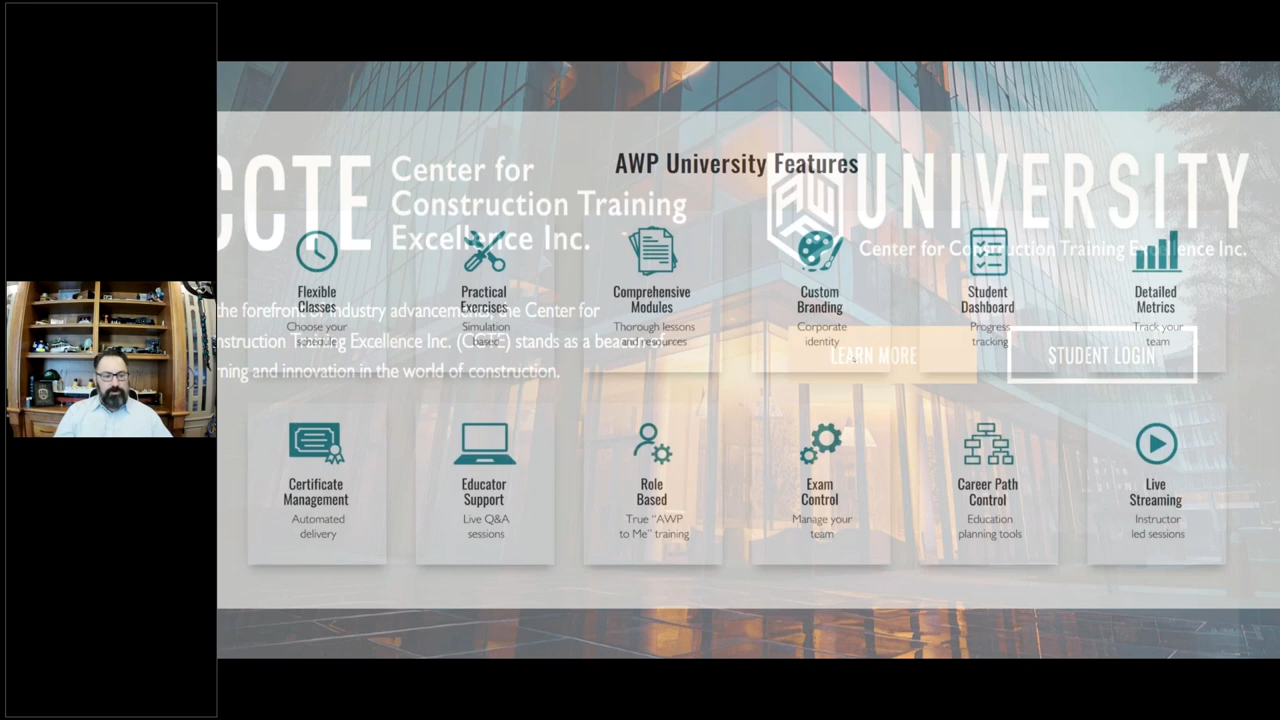 CCTE
Center for
Construction Training
Excellence Inc.
the forefront of industry advancements, the Center for
nstruction Training Excellence Inc. (CCTE) stands as a beacon of
rning and innovation in the world of construction.
AWP
UNIVERSITY
Center for Construction Training Excellence Inc.
LEARN MORE
STUDENT LOGIN
AWP University Features
Flexible
Classes
Choose your
Practical
Exercises
Simulation
based
Comprehensive
Modules
Thorough lessons
and resources
Custom
Branding
Corporate
identity
Student
Dashboard
Progress
tracking
Detailed
Metrics
Track your
team
Certificate
Management
Automated
delivery
Educator
Support
Live Q&A
sessions
Role
Based
True "AWP
to Me" training
Exam
Control
Manage your
team
Career Path
Control
Education
planning tools
Live
Streaming
Instructor
led sessions